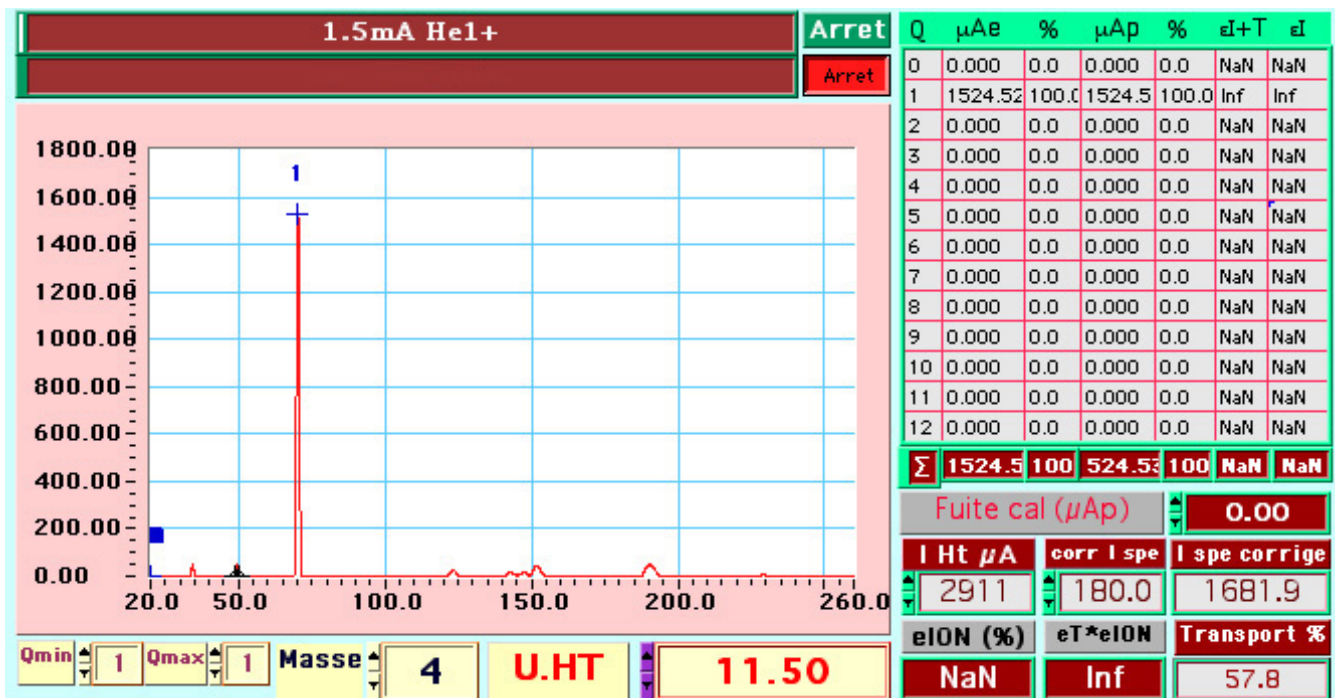 1.5mA He1+ Arret
Arret
1800.00
1600.00
1400.00
1200.00
1000.00
800.00
600.00
400.00
200.00
0.00
1
20.0 50.0 100.0 150.0 200.0 260.0
Qmin 1 Qmax 1 Masse 4 U.HT 11.50
Q µAe % µAp % εI+T εI
0 0.000 0.0 0.000 0.0 NaN NaN
1 1524.52 100.0 1524.5 100.0 Inf Inf
2 0.000 0.0 0.000 0.0 NaN NaN
3 0.000 0.0 0.000 0.0 NaN NaN
4 0.000 0.0 0.000 0.0 NaN NaN
5 0.000 0.0 0.000 0.0 NaN NaN
6 0.000 0.0 0.000 0.0 NaN NaN
7 0.000 0.0 0.000 0.0 NaN NaN
8 0.000 0.0 0.000 0.0 NaN NaN
9 0.000 0.0 0.000 0.0 NaN NaN
10 0.000 0.0 0.000 0.0 NaN NaN
11 0.000 0.0 0.000 0.0 NaN NaN
12 0.000 0.0 0.000 0.0 NaN NaN
Σ 1524.5 100 524.53 100 NaN NaN
Fuite cal (µAp) 0.00
I Ht µA corr I spe I spe corrige
2911 180.0 1681.9
eION (%) eT*eION Transport %
NaN Inf 57.8